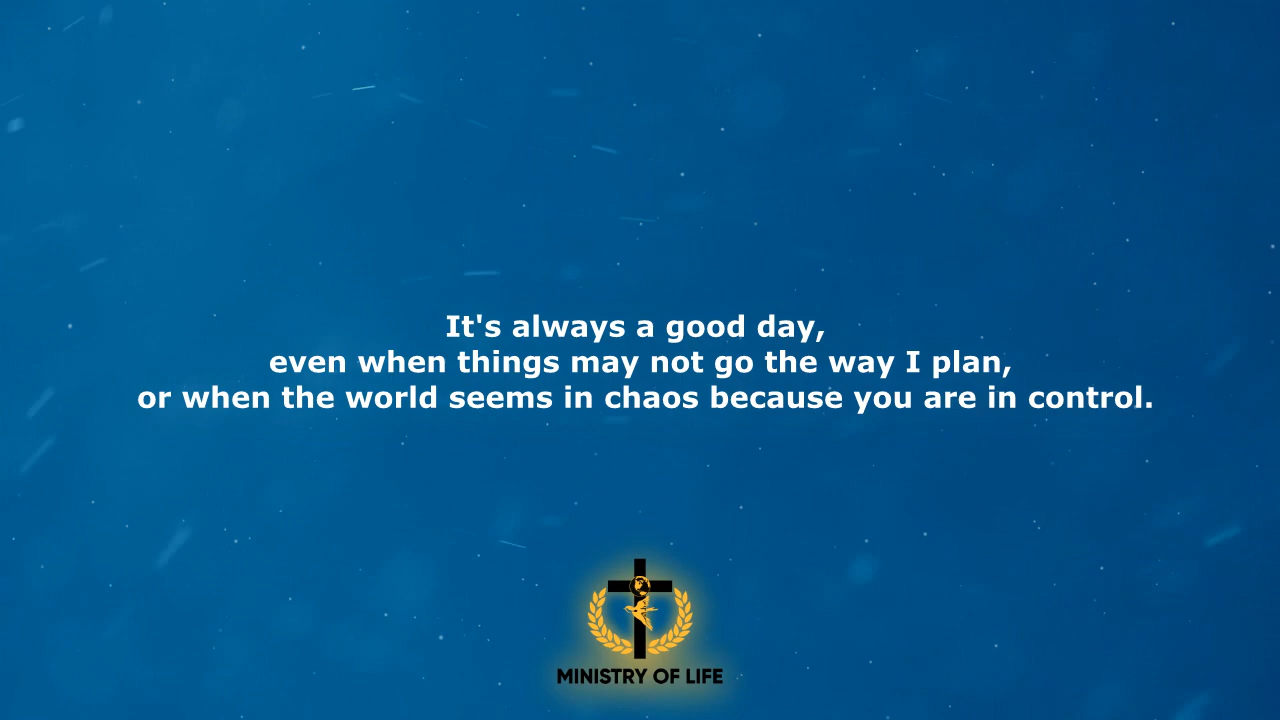 It's always a good day,
even when things may not go the way I plan,
or when the world seems in chaos because you are in control.
MINISTRY OF LIFE